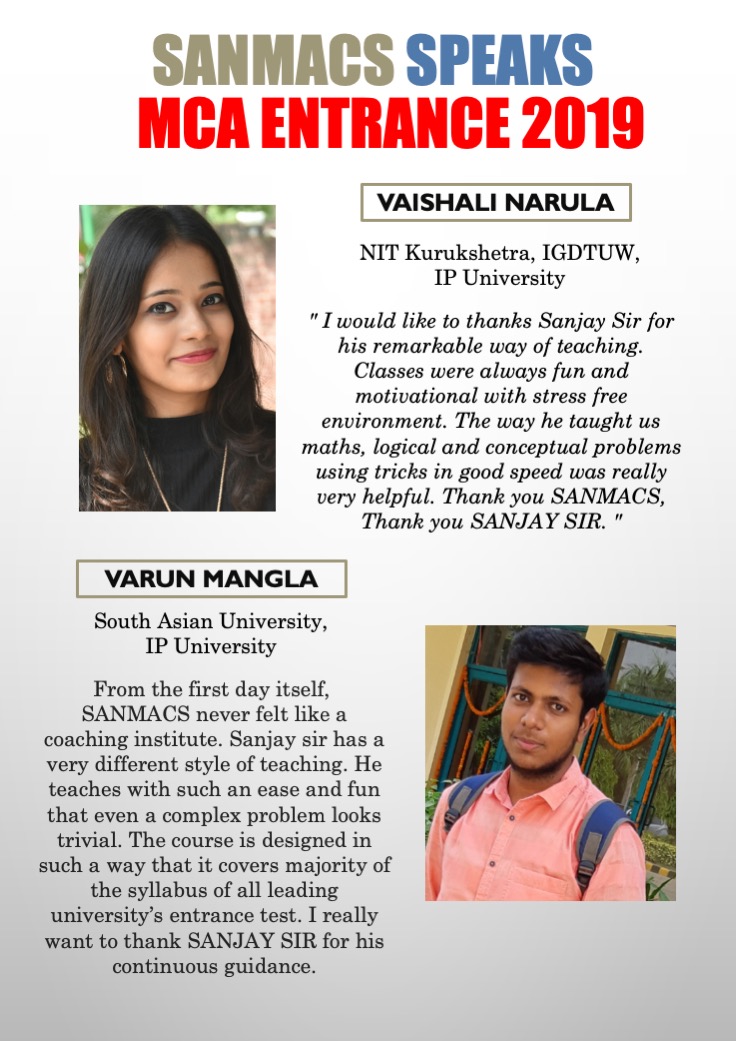 SANMACS SPEAKS
MCA ENTRANCE 2019
VAISHALI NARULA
NIT Kurukshetra, IGDTUW,
IP University
" I would like to thanks Sanjay Sir for
his remarkable way of teaching.
Classes were always fun and
motivational with stress free
environment. The way he taught us
maths, logical and conceptual problems
using tricks in good speed was really
very helpful. Thank you SANMACS,
Thank you SANJAY SIR. "
VARUN MANGLA
South Asian University,
IP University
From the first day itself,
SANMACS never felt like a
coaching institute. Sanjay sir has a
very different style of teaching. He
teaches with such an ease and fun
that even a complex problem looks
trivial. The course is designed in
such a way that it covers majority of
the syllabus of all leading
university’s entrance test. I really
want to thank SANJAY SIR for his
continuous guidance.